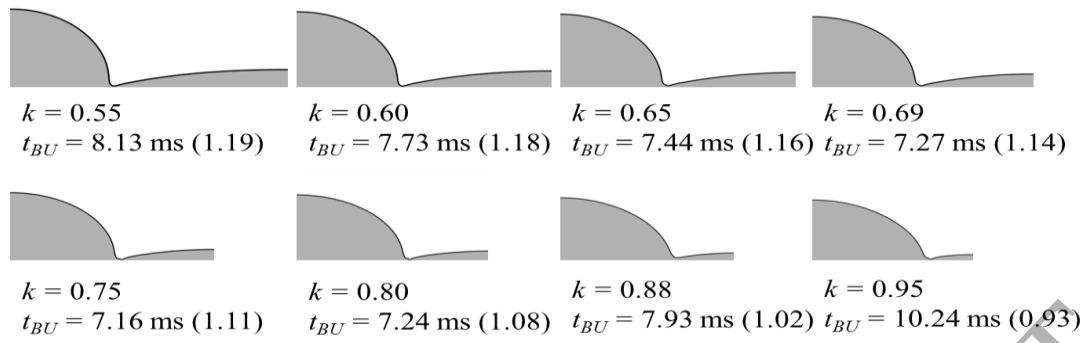 k = 0.55
t_BU = 8.13 ms (1.19)
k = 0.60
t_BU = 7.73 ms (1.18)
k = 0.65
t_BU = 7.44 ms (1.16)
k = 0.69
t_BU = 7.27 ms (1.14)
k = 0.75
t_BU = 7.16 ms (1.11)
k = 0.80
t_BU = 7.24 ms (1.08)
k = 0.88
t_BU = 7.93 ms (1.02)
k = 0.95
t_BU = 10.24 ms (0.93)